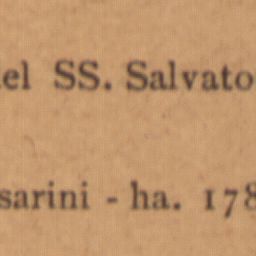 el SS. Salvato
sarini - ha. 178